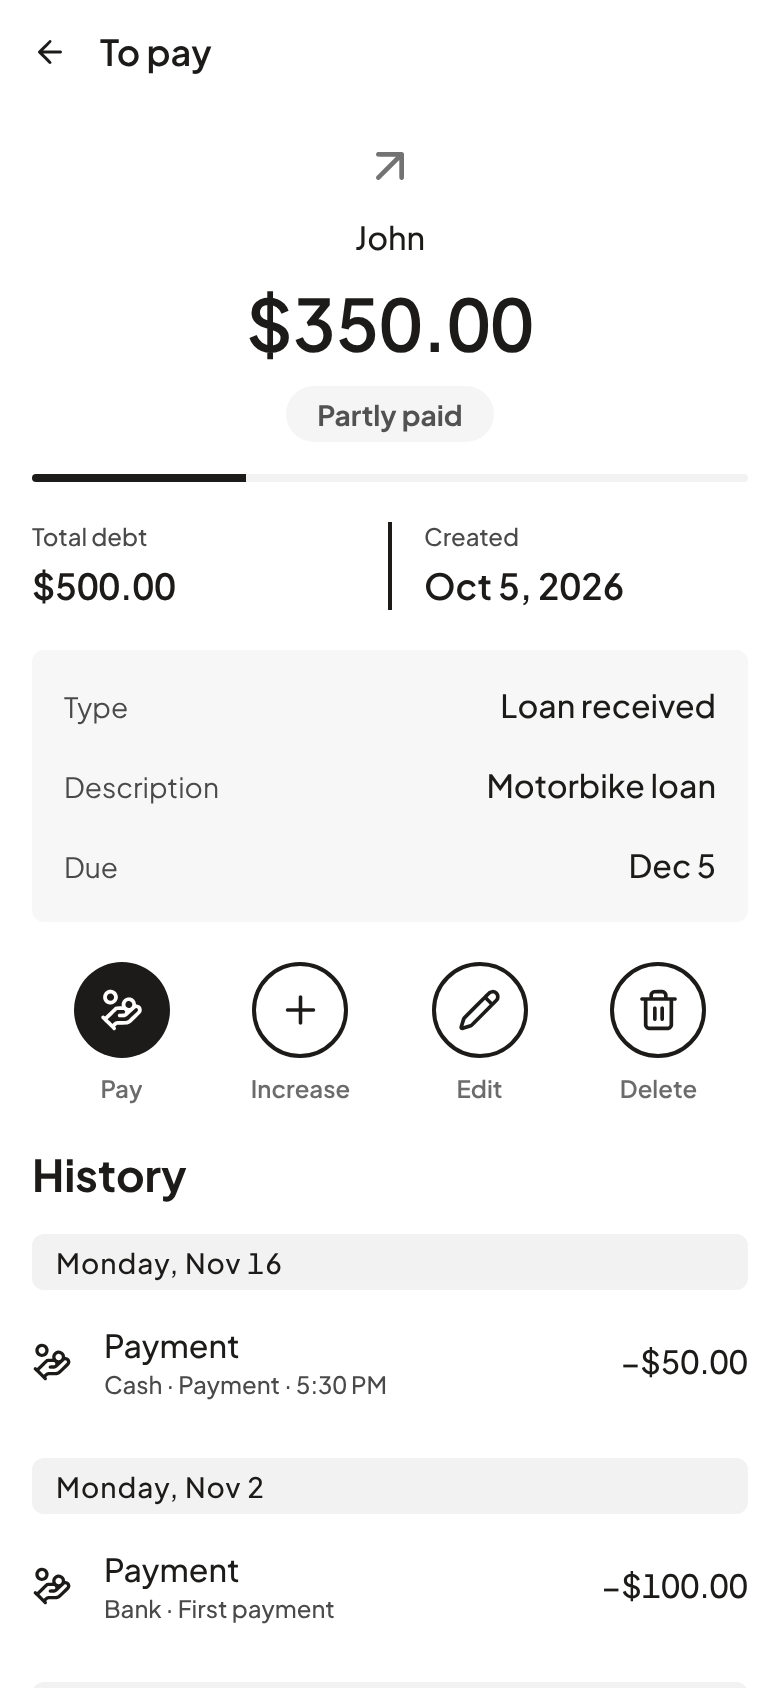 To pay
John
$350.00
Partly paid
Total debt
$500.00
Created
Oct 5, 2026
Type
Loan received
Description
Motorbike loan
Due
Dec 5
Pay
Increase
Edit
Delete
History
Monday, Nov 16
Payment
Cash · Payment · 5:30 PM
−$50.00
Monday, Nov 2
Payment
Bank · First payment
−$100.00